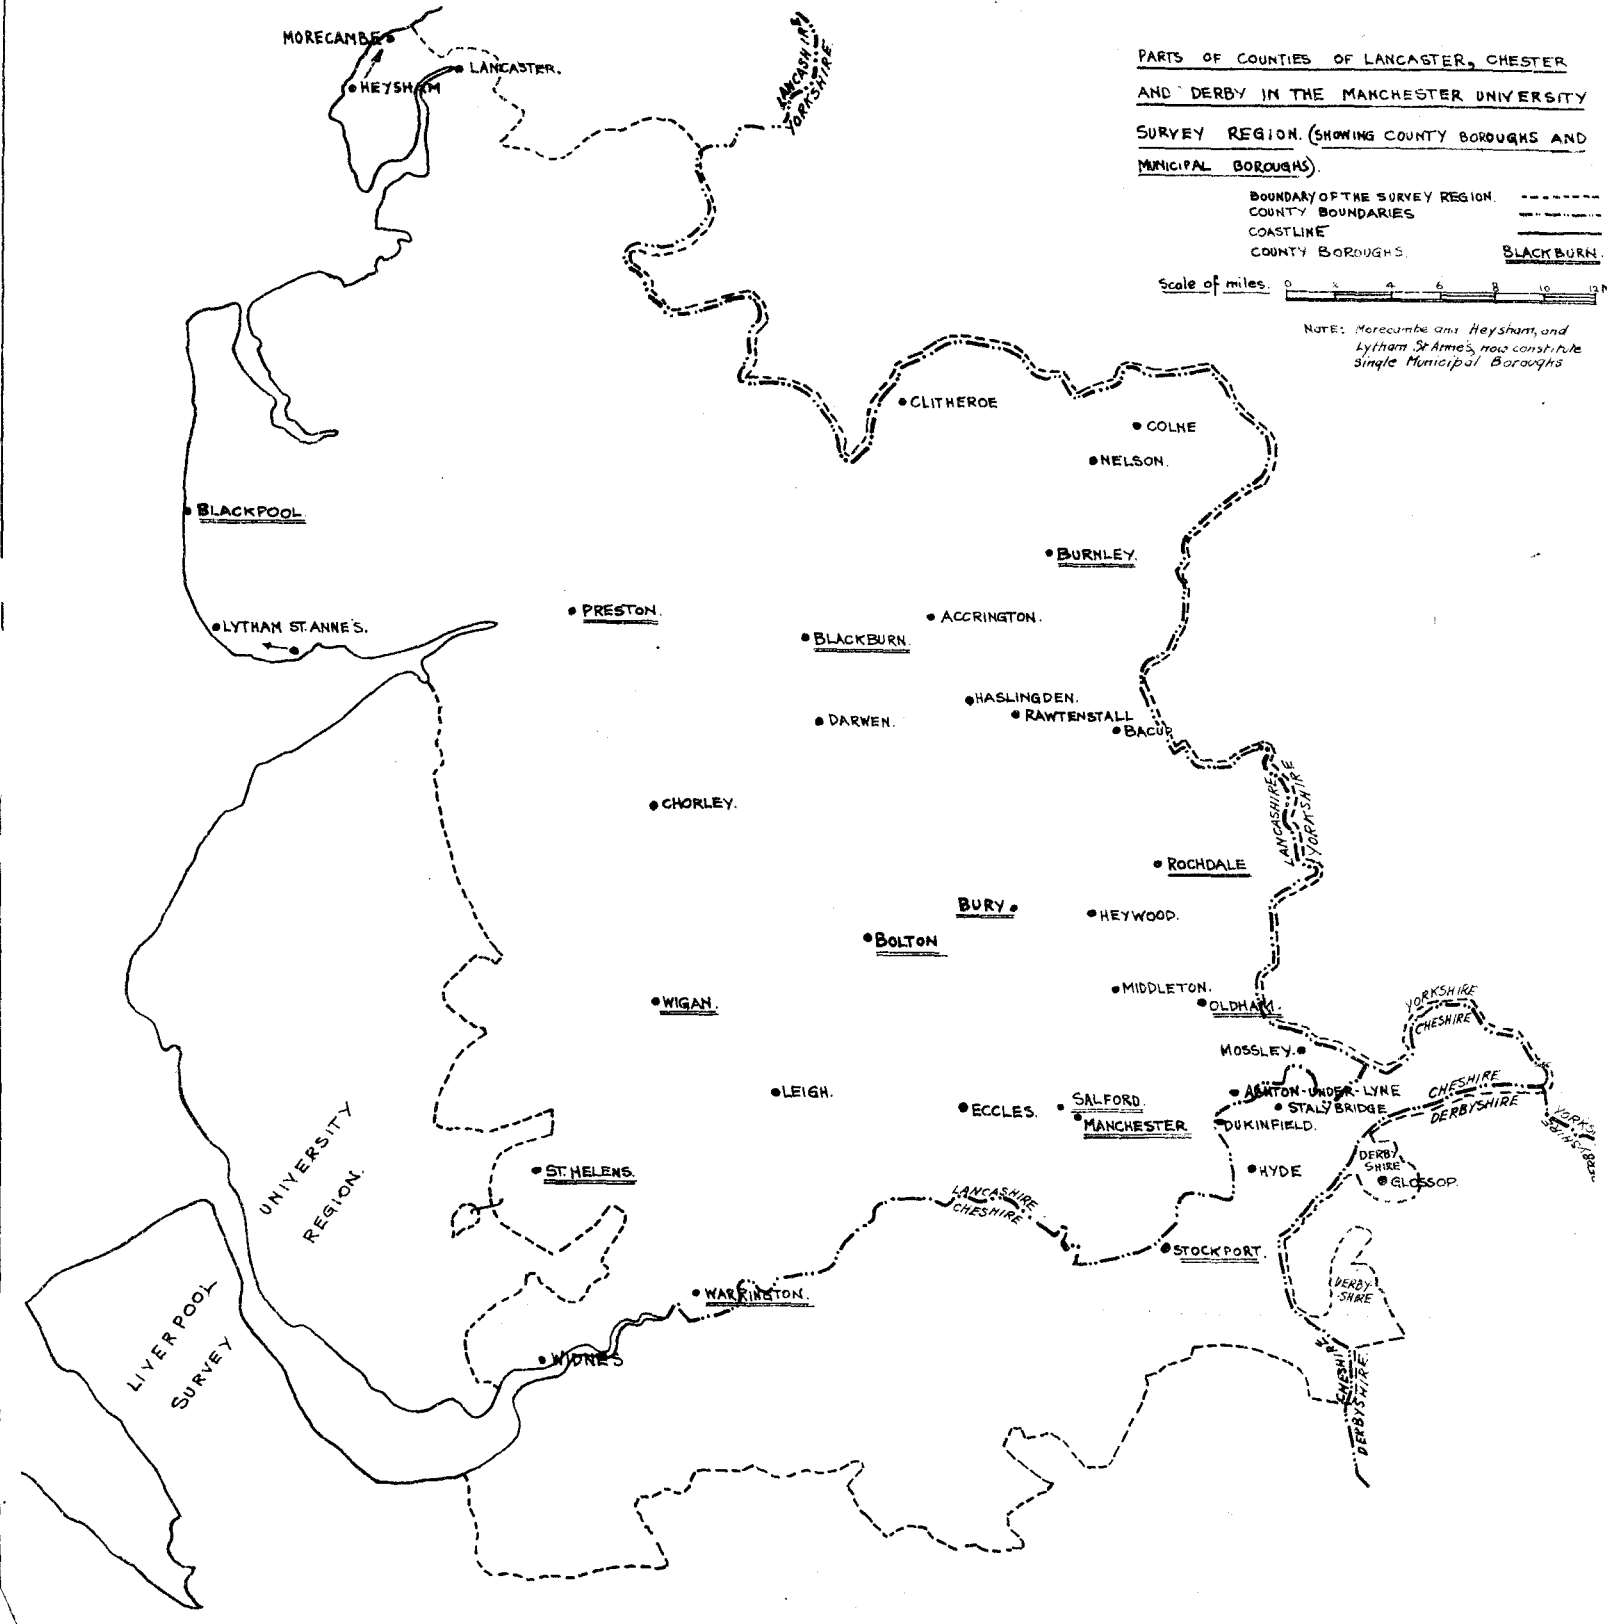 PARTS OF COUNTIES OF LANCASTER, CHESTER
AND DERBY IN THE MANCHESTER UNIVERSITY
SURVEY REGION. (SHOWING COUNTY BOROUGHS AND
MUNICIPAL BOROUGHS).
BOUNDARY OF THE SURVEY REGION.
COUNTY BOUNDARIES
COASTLINE
COUNTY BOROUGHS. BLACKBURN.
Scale of miles. 0 2 4 6 8 10 12
NOTE: Morecambe and Heysham, and
Lytham St Anne's, now constitute
single Municipal Boroughs
MORECAMBE
LANCASTER.
HEYSHAM
LANCASHIRE
YORKSHIRE.
CLITHEROE
COLNE
NELSON.
BLACKPOOL.
BURNLEY.
PRESTON.
ACCRINGTON.
LYTHAM ST. ANNE'S.
BLACKBURN.
HASLINGDEN.
RAWTENSTALL
DARWEN.
BACUP.
LANCASHIRE
YORKSHIRE
CHORLEY.
ROCHDALE
BURY.
HEYWOOD.
BOLTON
MIDDLETON.
WIGAN.
OLDHAM.
YORKSHIRE
CHESHIRE
MOSSLEY.
LEIGH.
ASHTON-UNDER-LYNE
CHESHIRE
DERBYSHIRE
SALFORD.
STALYBRIDGE
ECCLES.
MANCHESTER
DUKINFIELD.
DERBY
SHIRE
ST. HELENS.
HYDE
GLOSSOP.
UNIVERSITY
REGION.
LANCASHIRE
CHESHIRE
STOCKPORT.
DERBY-
SHIRE
WARRINGTON.
LIVERPOOL
SURVEY
WIDNES
CHESHIRE
DERBYSHIRE.